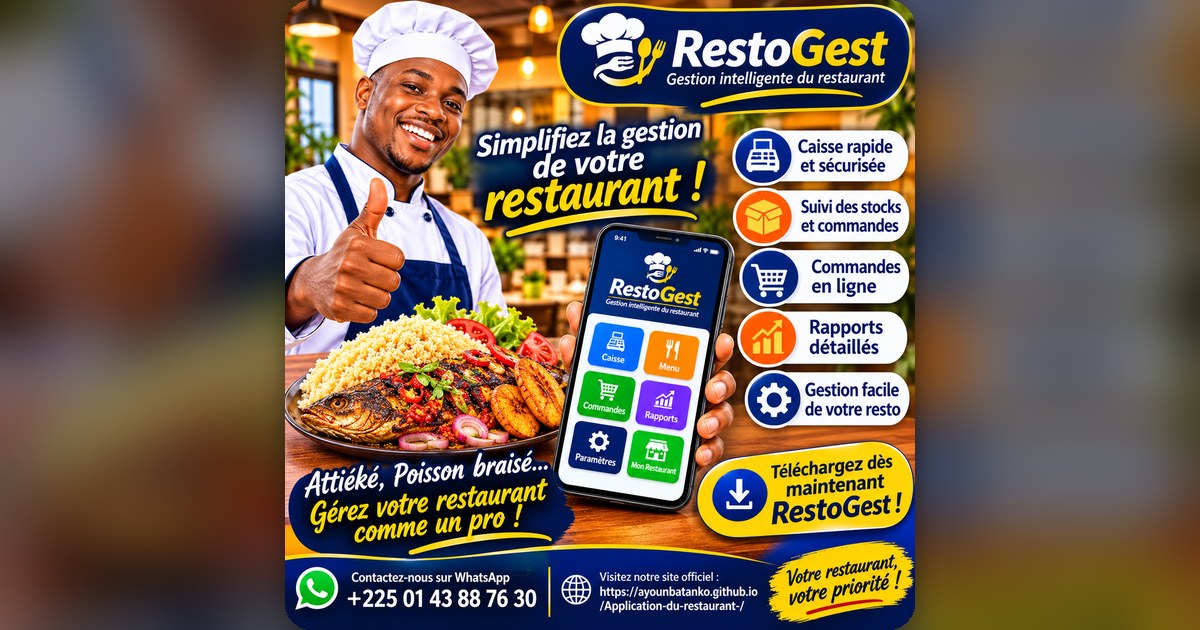 RestoGest
Gestion intelligente du restaurant
Simplifiez la gestion
de votre
restaurant !
Caisse rapide
et sécurisée
Suivi des stocks
et commandes
Commandes
en ligne
Rapports
détaillés
Gestion facile
de votre resto
9:41
RestoGest
Gestion intelligente du restaurant
Caisse
Menu
Commandes
Rapports
Paramètres
Mon Restaurant
Téléchargez dès
maintenant
RestoGest !
Attiéké, Poisson braisé...
Gérez votre restaurant
comme un pro !
Contactez-nous sur WhatsApp
+225 01 43 88 76 30
Visitez notre site officiel :
https://ayounbatanko.github.io
/Application-du-restaurant-/
Votre restaurant,
votre priorité !